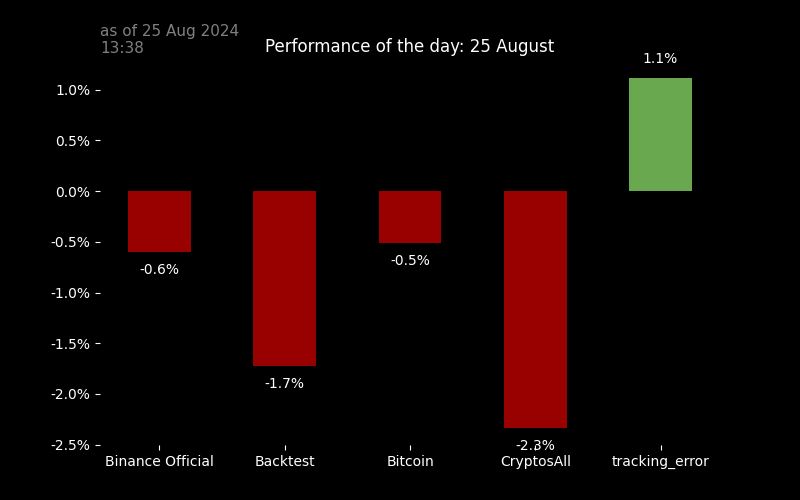 as of 25 Aug 2024
13:38
Performance of the day: 25 August
1.1%
1.0%
0.5%
0.0%
-0.5%
-1.0%
-1.5%
-2.0%
-2.5%
-0.6%
-1.7%
-0.5%
-2.3%
Binance Official
Backtest
Bitcoin
CryptosAll
tracking_error